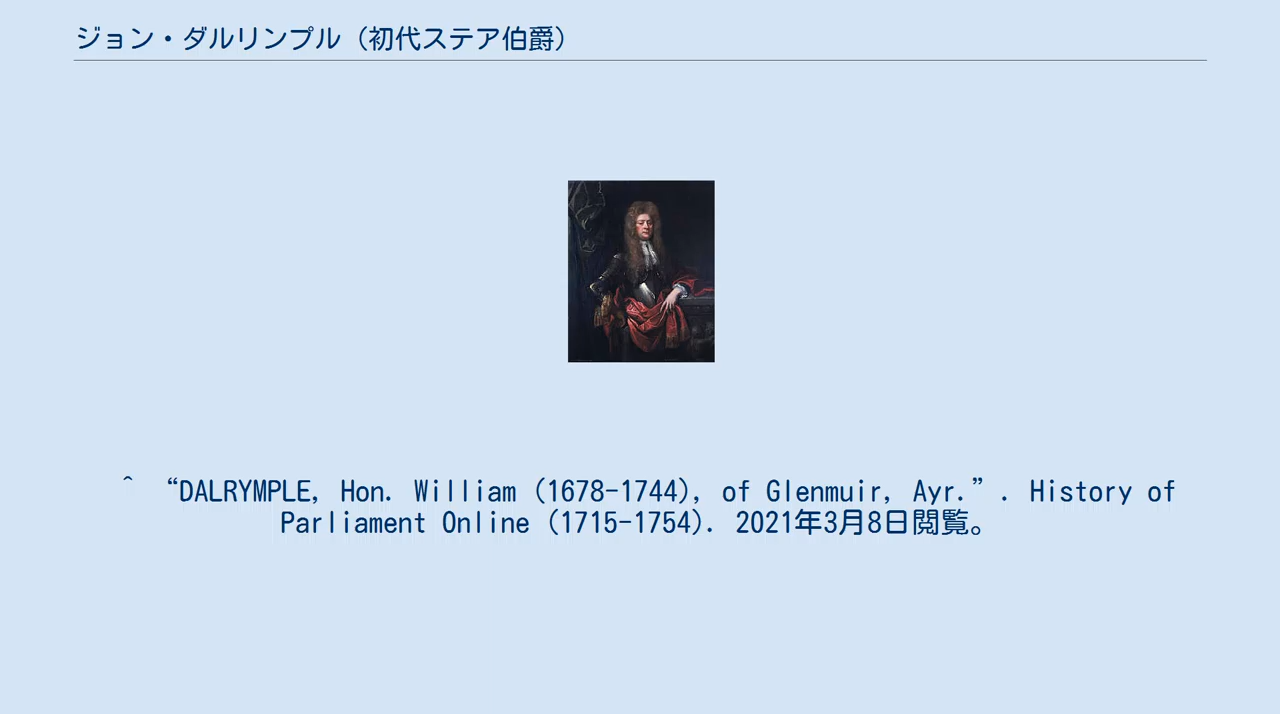 ジョン・ダルリンプル（初代ステア伯爵）
^ “DALRYMPLE, Hon. William (1678-1744), of Glenmuir, Ayr.”. History of
Parliament Online (1715-1754). 2021年3月8日閲覧。